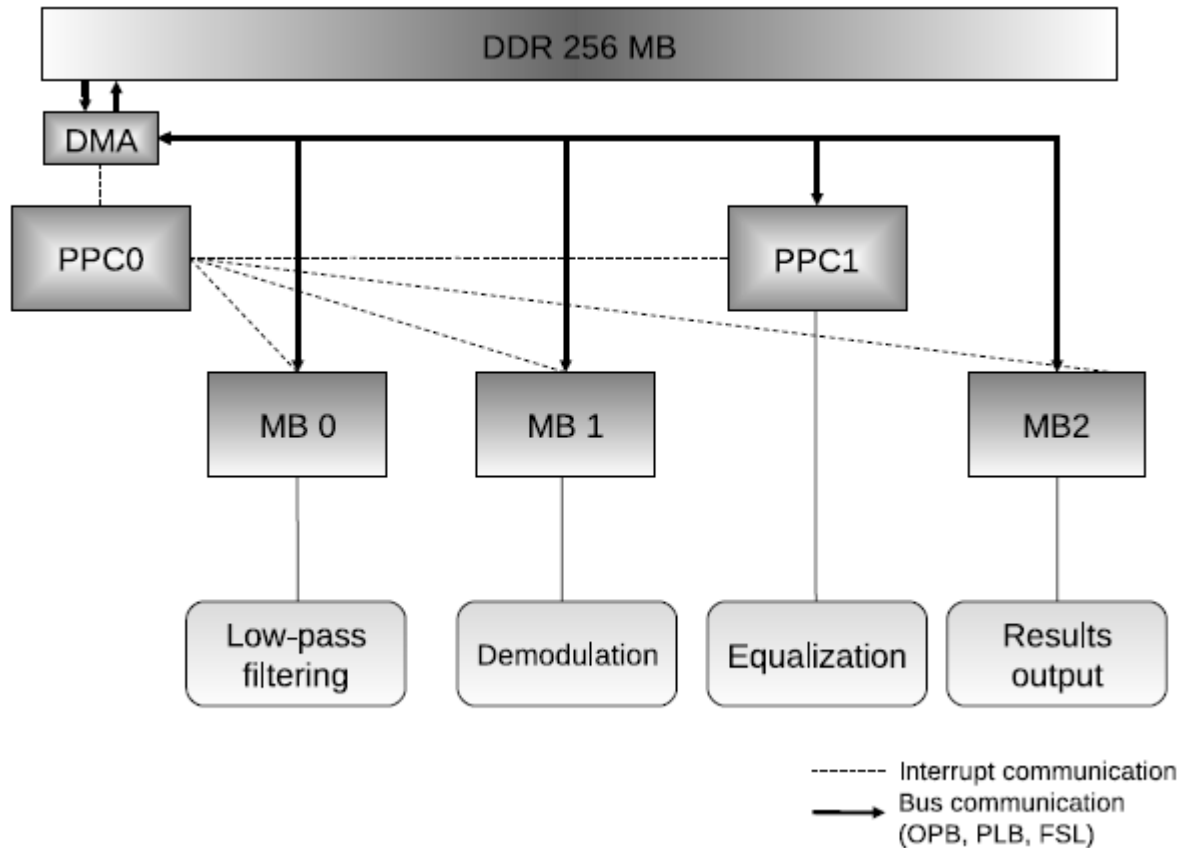 DDR 256 MB
DMA
PPC0
PPC1
MB 0
MB 1
MB2
Low-pass
filtering
Demodulation
Equalization
Results
output
Interrupt communication
Bus communication
(OPB, PLB, FSL)